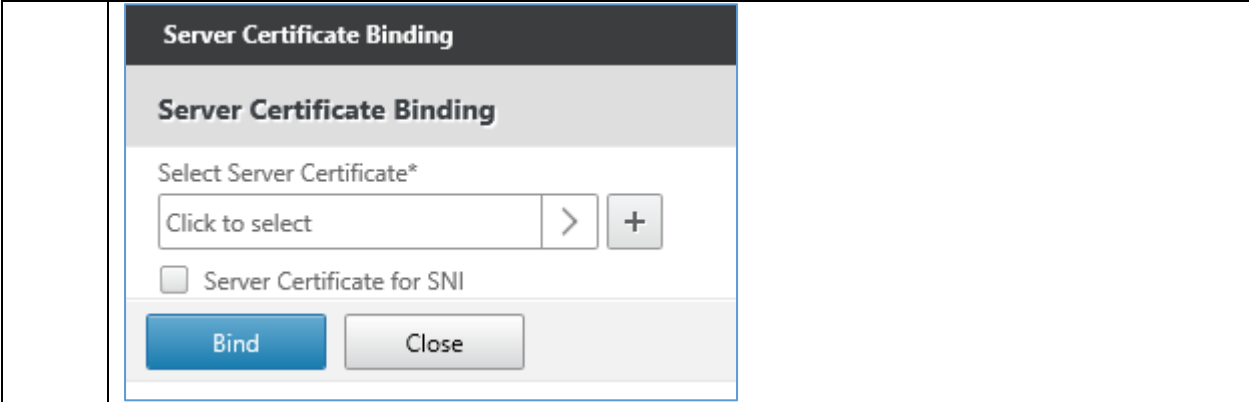 Server Certificate Binding
Server Certificate Binding
Select Server Certificate*
Click to select
Server Certificate for SNI
Bind Close